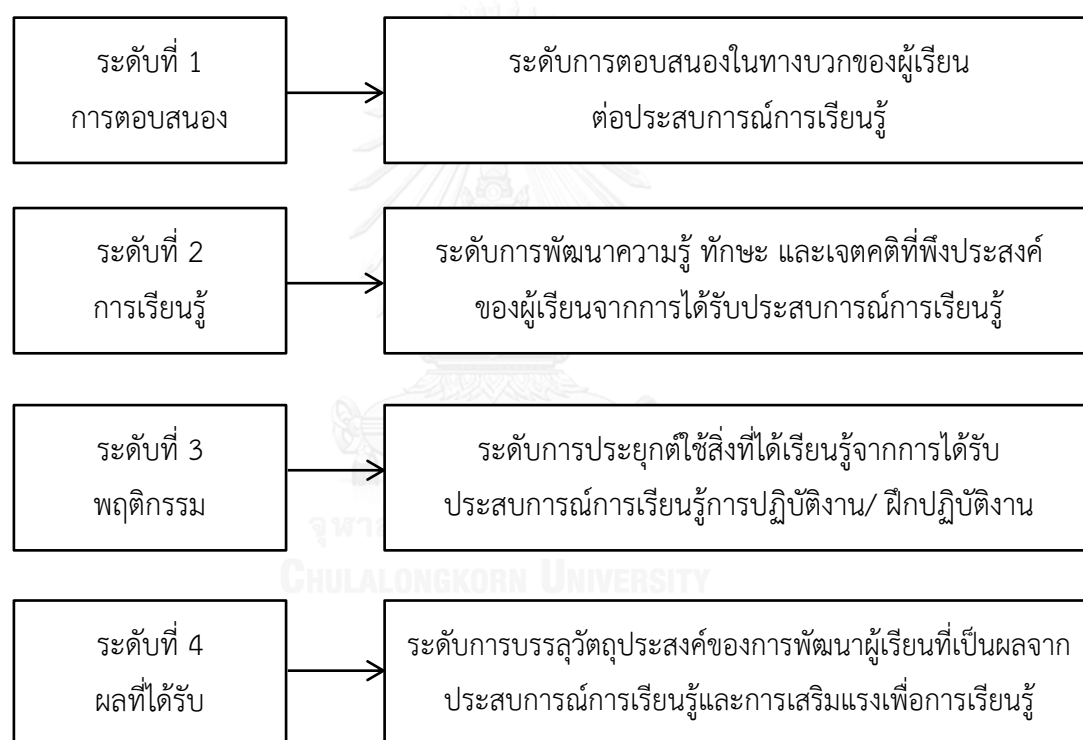 ระดับที่ 1
การตอบสนอง
ระดับการตอบสนองในทางบวกของผู้เรียน
ต่อประสบการณ์การเรียนรู้
ระดับที่ 2
การเรียนรู้
ระดับการพัฒนาความรู้ ทักษะ และเจตคติที่พึงประสงค์
ของผู้เรียนจากการได้รับประสบการณ์การเรียนรู้
ระดับที่ 3
พฤติกรรม
ระดับการประยุกต์ใช้สิ่งที่ได้เรียนรู้จากการได้รับ
ประสบการณ์การเรียนรู้การปฏิบัติงาน/ ฝึกปฏิบัติงาน
CHULALONGKORN UNIVERSITY
ระดับที่ 4
ผลที่ได้รับ
ระดับการบรรลุวัตถุประสงค์ของการพัฒนาผู้เรียนที่เป็นผลจาก
ประสบการณ์การเรียนรู้และการเสริมแรงเพื่อการเรียนรู้